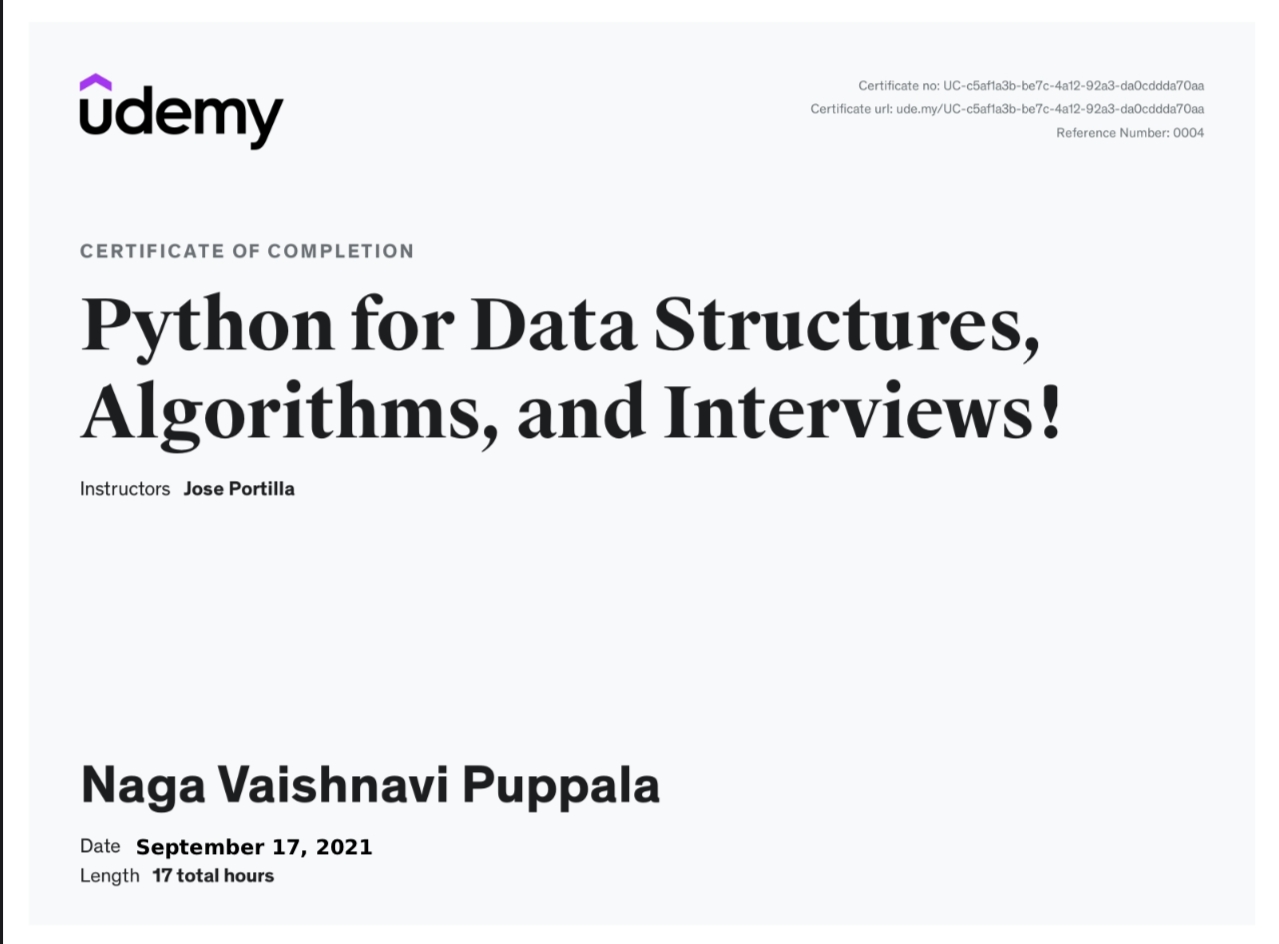 udemy
Certificate no: UC-c5af1a3b-be7c-4a12-92a3-da0cddda70aa
Certificate url: ude.my/UC-c5af1a3b-be7c-4a12-92a3-da0cddda70aa
Reference Number: 0004
CERTIFICATE OF COMPLETION
Python for Data Structures,
Algorithms, and Interviews!
Instructors Jose Portilla
Naga Vaishnavi Puppala
Date September 17, 2021
Length 17 total hours